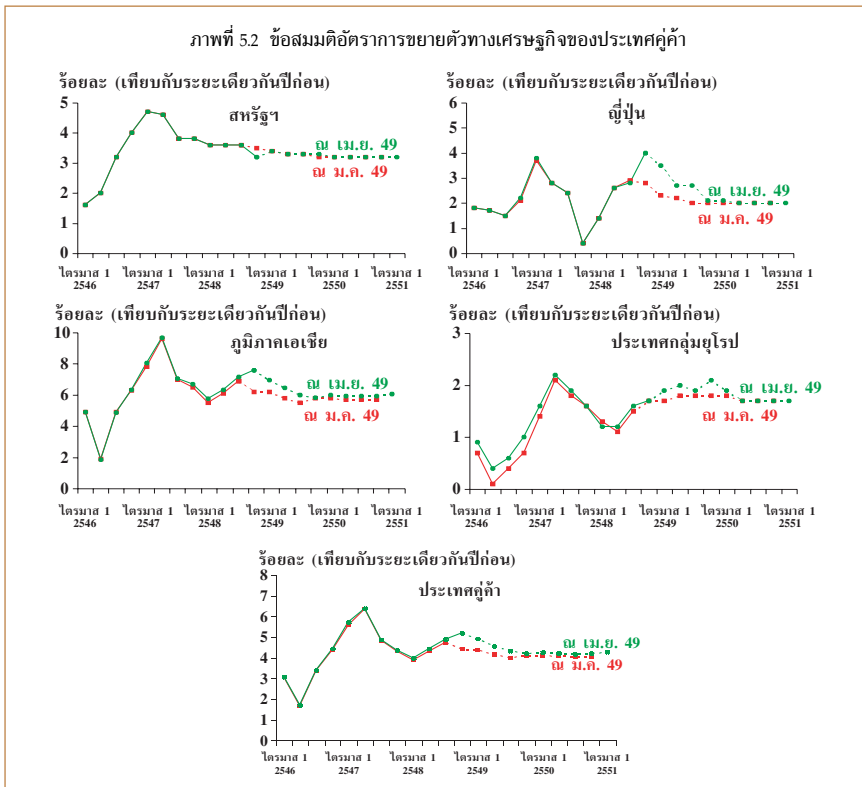 ภาพที่ 5.2 ข้อสมมติอัตราการขยายตัวทางเศรษฐกิจของประเทศคู่ค้า
ร้อยละ (เทียบกับระยะเดียวกันปีก่อน)
สหรัฐฯ
5
4
3
2
1
0
ณ เม.ย. 49
ณ ม.ค. 49
ไตรมาส 1 ไตรมาส 1 ไตรมาส 1 ไตรมาส 1 ไตรมาส 1 ไตรมาส 1
2546 2547 2548 2549 2550 2551
ร้อยละ (เทียบกับระยะเดียวกันปีก่อน)
ญี่ปุ่น
6
5
4
3
2
1
0
ณ เม.ย. 49
ณ ม.ค. 49
ไตรมาส 1 ไตรมาส 1 ไตรมาส 1 ไตรมาส 1 ไตรมาส 1 ไตรมาส 1
2546 2547 2548 2549 2550 2551
ร้อยละ (เทียบกับระยะเดียวกันปีก่อน)
ภูมิภาคเอเชีย
10
8
6
4
2
0
ณ เม.ย. 49
ณ ม.ค. 49
ไตรมาส 1 ไตรมาส 1 ไตรมาส 1 ไตรมาส 1 ไตรมาส 1 ไตรมาส 1
2546 2547 2548 2549 2550 2551
ร้อยละ (เทียบกับระยะเดียวกันปีก่อน)
ประเทศกลุ่มยุโรป
3
2
1
0
ณ เม.ย. 49
ณ ม.ค. 49
ไตรมาส 1 ไตรมาส 1 ไตรมาส 1 ไตรมาส 1 ไตรมาส 1 ไตรมาส 1
2546 2547 2548 2549 2550 2551
ร้อยละ (เทียบกับระยะเดียวกันปีก่อน)
ประเทศคู่ค้า
8
7
6
5
4
3
2
1
0
ณ เม.ย. 49
ณ ม.ค. 49
ไตรมาส 1 ไตรมาส 1 ไตรมาส 1 ไตรมาส 1 ไตรมาส 1 ไตรมาส 1
2546 2547 2548 2549 2550 2551